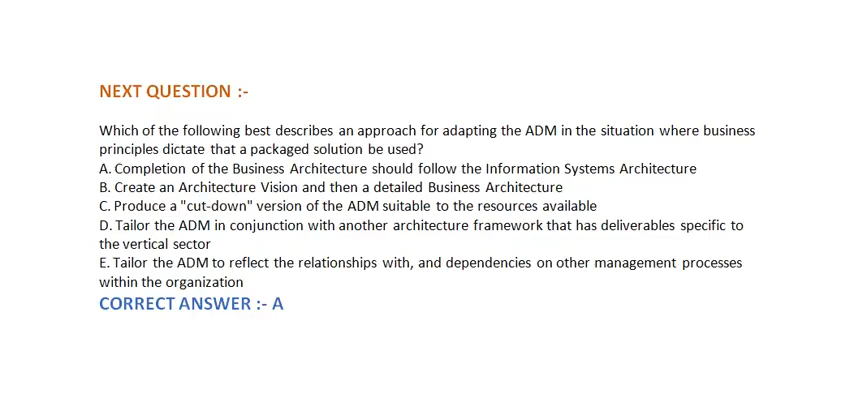 NEXT QUESTION :-
Which of the following best describes an approach for adapting the ADM in the situation where business
principles dictate that a packaged solution be used?
A. Completion of the Business Architecture should follow the Information Systems Architecture
B. Create an Architecture Vision and then a detailed Business Architecture
C. Produce a "cut-down" version of the ADM suitable to the resources available
D. Tailor the ADM in conjunction with another architecture framework that has deliverables specific to
the vertical sector
E. Tailor the ADM to reflect the relationships with, and dependencies on other management processes
within the organization
CORRECT ANSWER :- A